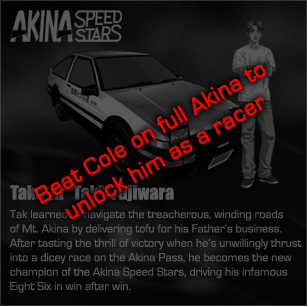 AKINA SPEED STARS
Beat Cole on full Akina to
unlock him as a racer
Tak Fujiwara
Tak learned to navigate the treacherous, winding roads
of Mt. Akina by delivering tofu for his Father's business.
After tasting the thrill of victory when he's unwillingly thrust
into a dicey race on the Akina Pass, he becomes the new
champion of the Akina Speed Stars, driving his infamous
Eight Six in win after win.